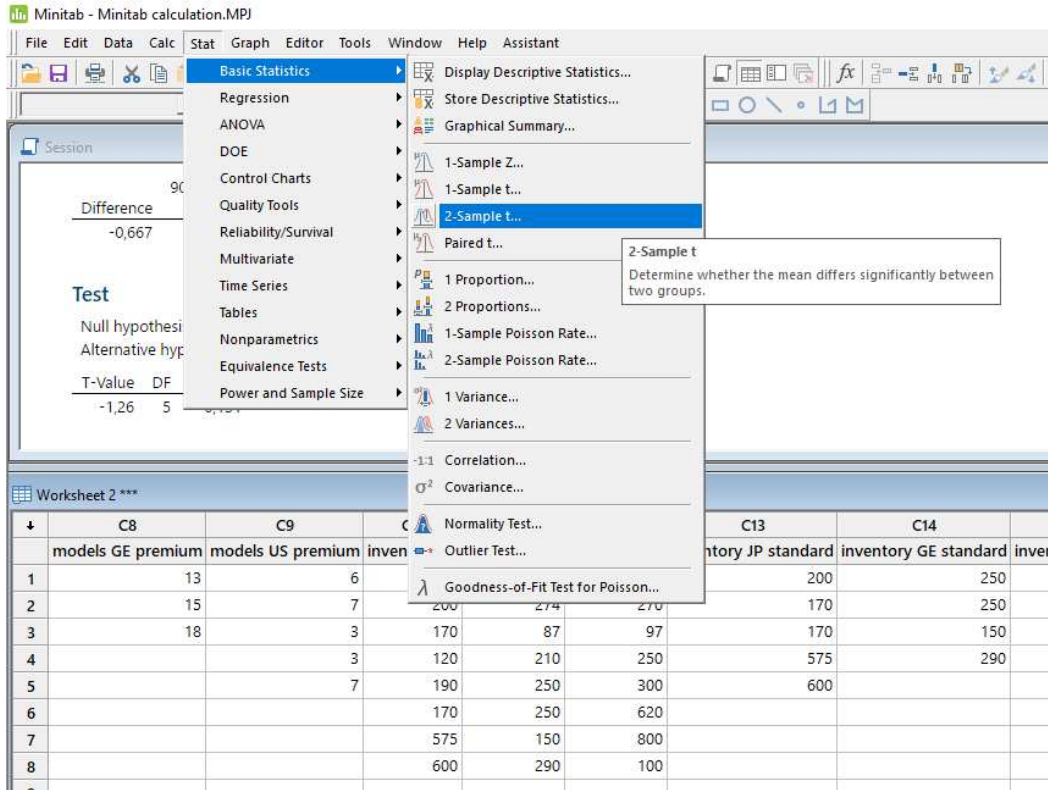 Minitab - Minitab calculation.MPJ
File Edit Data Calc Stat Graph Editor Tools Window Help Assistant
Basic Statistics
Regression
ANOVA
DOE
Control Charts
Quality Tools
Reliability/Survival
Multivariate
Time Series
Tables
Nonparametrics
Equivalence Tests
Power and Sample Size
Display Descriptive Statistics...
Store Descriptive Statistics...
Graphical Summary...
1-Sample Z...
1-Sample t...
2-Sample t...
Paired t...
1 Proportion...
2 Proportions...
1-Sample Poisson Rate...
2-Sample Poisson Rate...
1 Variance...
2 Variances...
Correlation...
Covariance...
Normality Test...
Outlier Test...
Goodness-of-Fit Test for Poisson...
2-Sample t
Determine whether the mean differs significantly between
two groups.
Session
90
Difference
-0,667
Test
Null hypothesi
Alternative hyp
T-Value DF
-1,26 5
Worksheet 2 ***
C8 C9 C13 C14
models GE premium models US premium inven ntory JP standard inventory GE standard inver
1 13 6 200 250
2 15 7 200 274 270 170 250
3 18 3 170 87 97 170 150
4 3 120 210 250 575 290
5 7 190 250 300 600
6 170 250 620
7 575 150 800
8 600 290 100